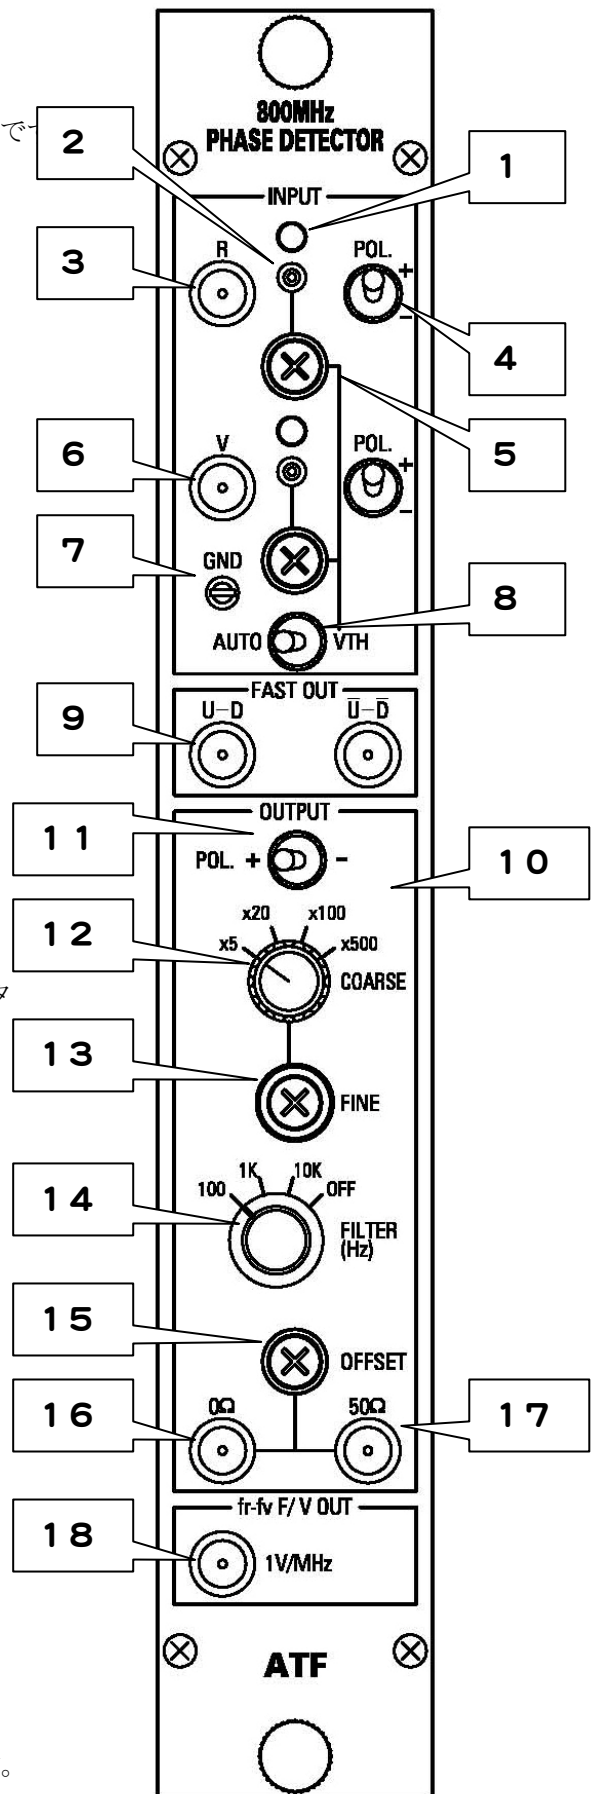 で
800MHz
PHASE DETECTOR
2
1
INPUT
3
R
POL.
+
−
4
6
V
POL.
+
−
5
7
GND
8
AUTO
VTH
FAST OUT
9
U−D
U̅−D̅
OUTPUT
11
POL. + −
10
12
x5
x20
x100
x500
COARSE
13
FINE
14
100
1K
10K
OFF
FILTER
(Hz)
15
OFFSET
16
0Ω
50Ω
17
fr-fv F/V OUT
18
1V/MHz
ATF
。